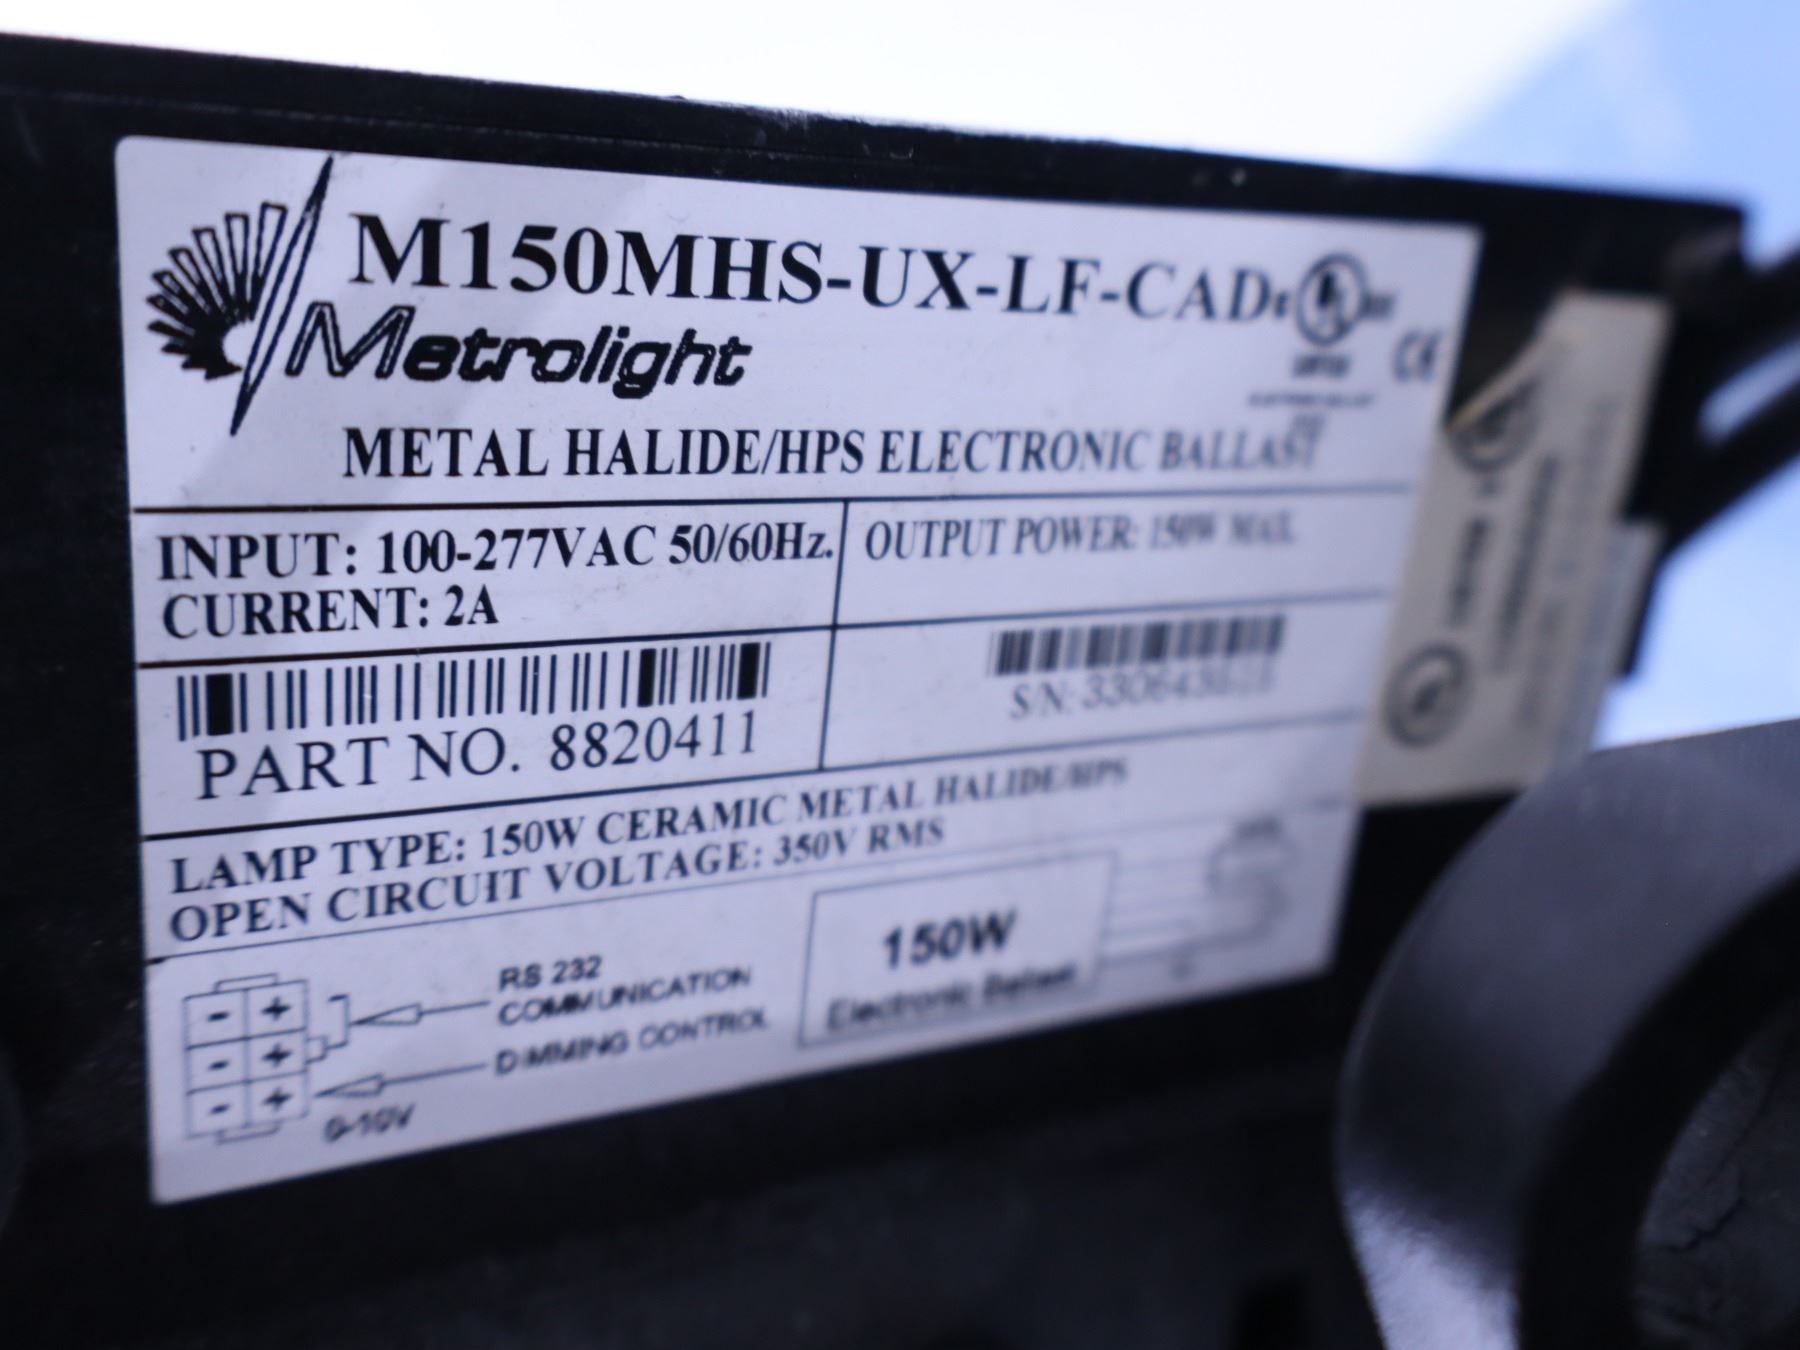 M150MHS-UX-LF-CAD
Metrolight
CE
METAL HALIDE/HPS ELECTRONIC BALLAST
INPUT: 100-277VAC 50/60Hz.
CURRENT: 2A
OUTPUT POWER: 150W MAX.
PART NO. 8820411
S/N:
LAMP TYPE: 150W CERAMIC METAL HALIDE/HPS
OPEN CIRCUIT VOLTAGE: 350V RMS
- +
- +
- +
RS 232
COMMUNICATION
DIMMING CONTROL
0-10V
150W
Electronic Ballast